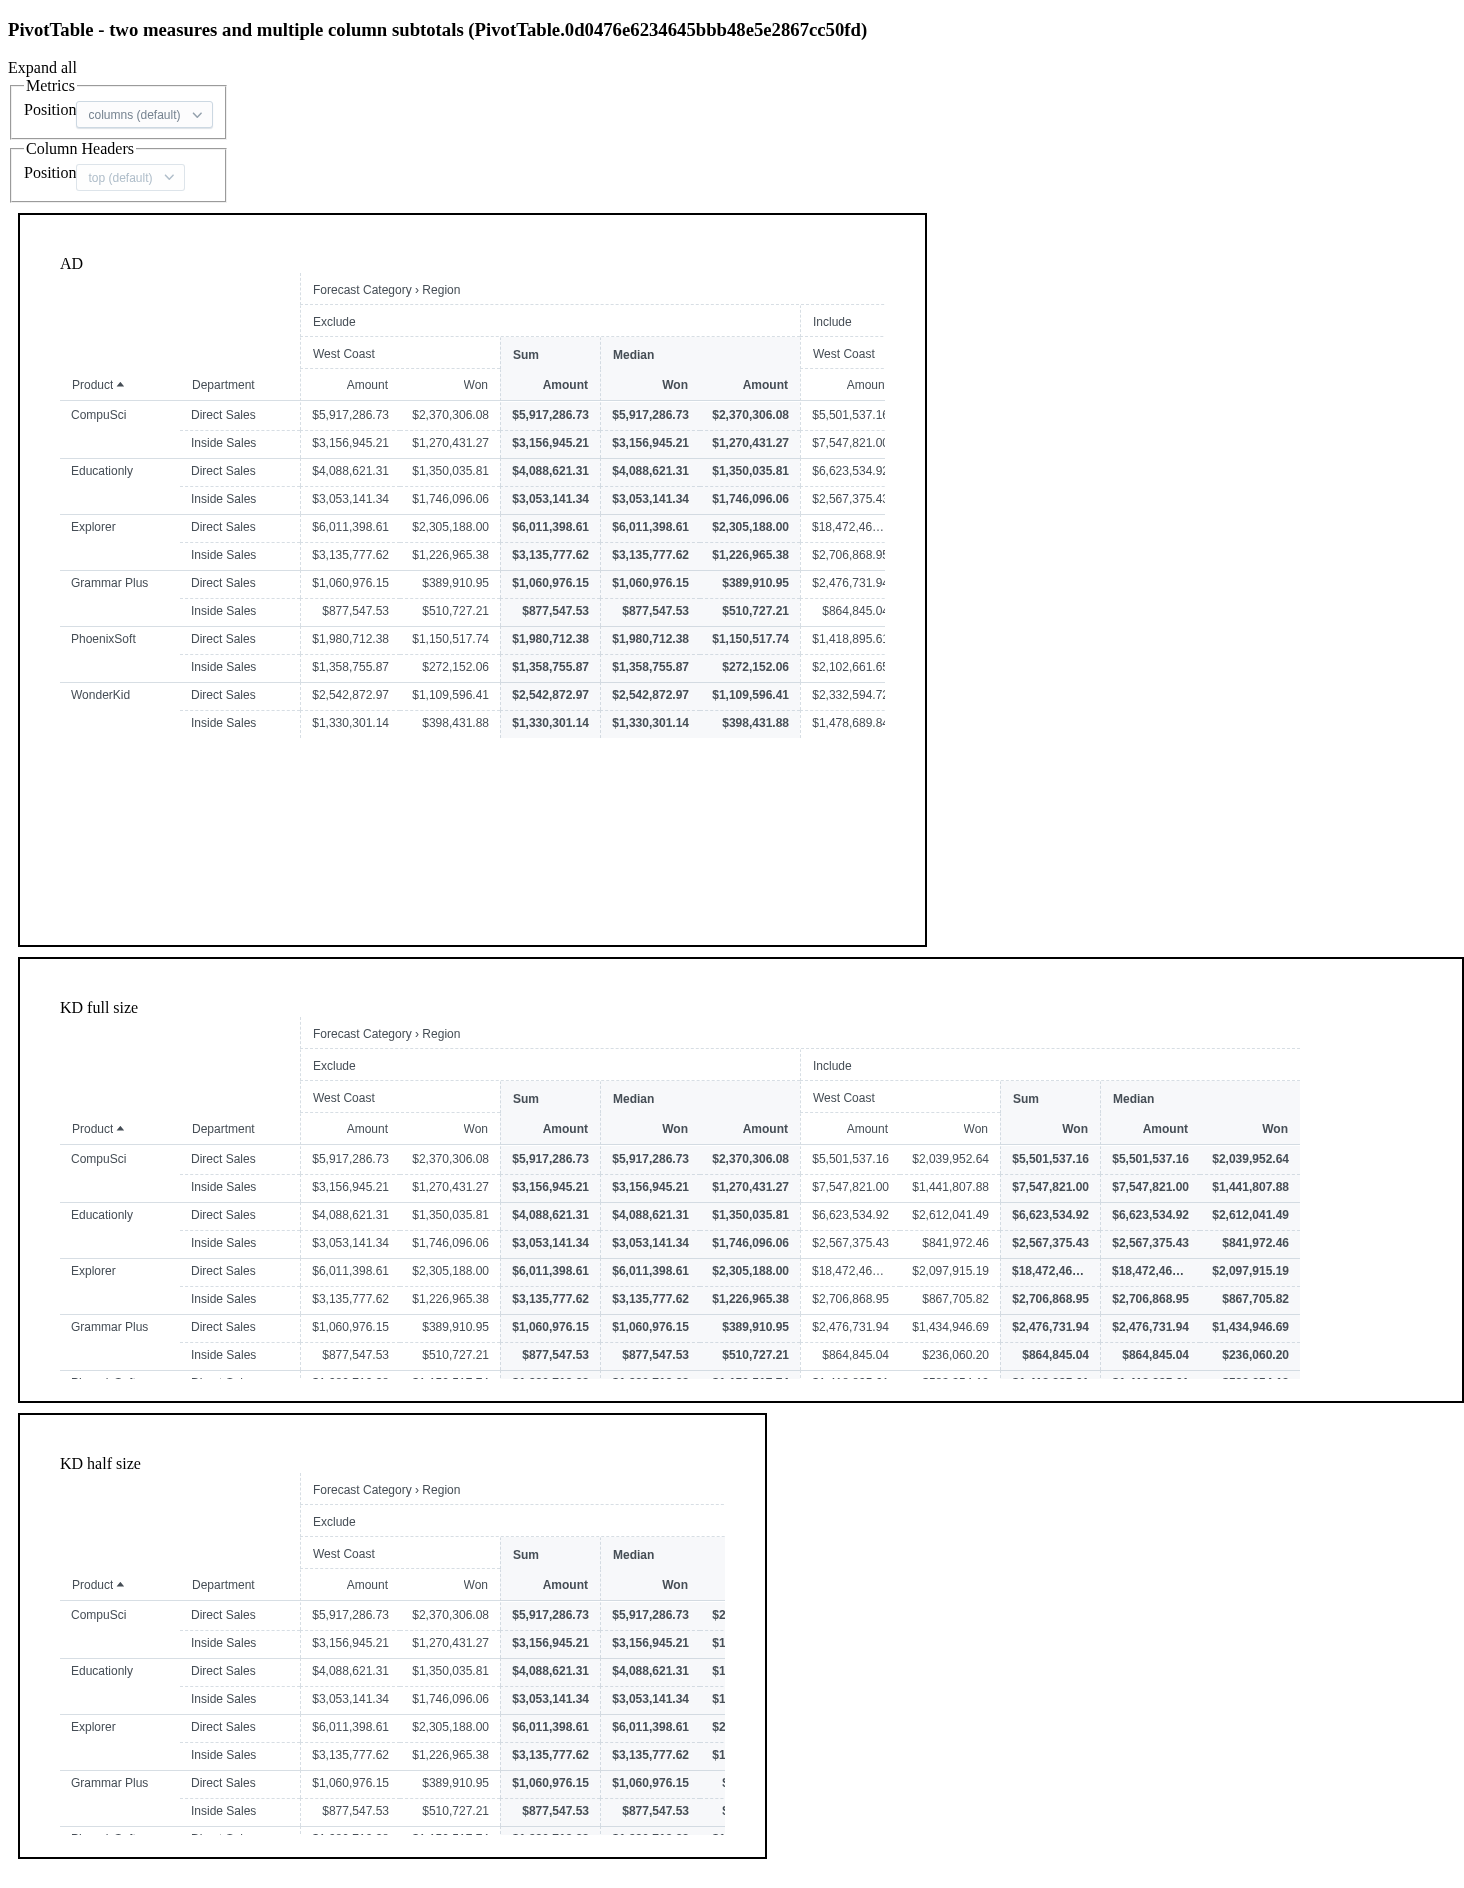 PivotTable - two measures and multiple column subtotals (PivotTable.0d0476e6234645bbb48e5e2867cc50fd)
Expand all
Metrics
Position columns (default)
Column Headers
Position top (default)
AD
Forecast Category › Region
Exclude Include
West Coast Sum Median West Coast
Product Department Amount Won Amount Won Amount Amoun
CompuSci Direct Sales $5,917,286.73 $2,370,306.08 $5,917,286.73 $5,917,286.73 $2,370,306.08 $5,501,537.16
Inside Sales $3,156,945.21 $1,270,431.27 $3,156,945.21 $3,156,945.21 $1,270,431.27 $7,547,821.00
Educationly Direct Sales $4,088,621.31 $1,350,035.81 $4,088,621.31 $4,088,621.31 $1,350,035.81 $6,623,534.92
Inside Sales $3,053,141.34 $1,746,096.06 $3,053,141.34 $3,053,141.34 $1,746,096.06 $2,567,375.43
Explorer Direct Sales $6,011,398.61 $2,305,188.00 $6,011,398.61 $6,011,398.61 $2,305,188.00 $18,472,46...
Inside Sales $3,135,777.62 $1,226,965.38 $3,135,777.62 $3,135,777.62 $1,226,965.38 $2,706,868.95
Grammar Plus Direct Sales $1,060,976.15 $389,910.95 $1,060,976.15 $1,060,976.15 $389,910.95 $2,476,731.94
Inside Sales $877,547.53 $510,727.21 $877,547.53 $877,547.53 $510,727.21 $864,845.04
PhoenixSoft Direct Sales $1,980,712.38 $1,150,517.74 $1,980,712.38 $1,980,712.38 $1,150,517.74 $1,418,895.61
Inside Sales $1,358,755.87 $272,152.06 $1,358,755.87 $1,358,755.87 $272,152.06 $2,102,661.65
WonderKid Direct Sales $2,542,872.97 $1,109,596.41 $2,542,872.97 $2,542,872.97 $1,109,596.41 $2,332,594.72
Inside Sales $1,330,301.14 $398,431.88 $1,330,301.14 $1,330,301.14 $398,431.88 $1,478,689.84
KD full size
Forecast Category › Region
Exclude Include
West Coast Sum Median West Coast Sum Median
Product Department Amount Won Amount Won Amount Amount Won Won Amount Won
CompuSci Direct Sales $5,917,286.73 $2,370,306.08 $5,917,286.73 $5,917,286.73 $2,370,306.08 $5,501,537.16 $2,039,952.64 $5,501,537.16 $5,501,537.16 $2,039,952.64
Inside Sales $3,156,945.21 $1,270,431.27 $3,156,945.21 $3,156,945.21 $1,270,431.27 $7,547,821.00 $1,441,807.88 $7,547,821.00 $7,547,821.00 $1,441,807.88
Educationly Direct Sales $4,088,621.31 $1,350,035.81 $4,088,621.31 $4,088,621.31 $1,350,035.81 $6,623,534.92 $2,612,041.49 $6,623,534.92 $6,623,534.92 $2,612,041.49
Inside Sales $3,053,141.34 $1,746,096.06 $3,053,141.34 $3,053,141.34 $1,746,096.06 $2,567,375.43 $841,972.46 $2,567,375.43 $2,567,375.43 $841,972.46
Explorer Direct Sales $6,011,398.61 $2,305,188.00 $6,011,398.61 $6,011,398.61 $2,305,188.00 $18,472,46... $2,097,915.19 $18,472,46... $18,472,46... $2,097,915.19
Inside Sales $3,135,777.62 $1,226,965.38 $3,135,777.62 $3,135,777.62 $1,226,965.38 $2,706,868.95 $867,705.82 $2,706,868.95 $2,706,868.95 $867,705.82
Grammar Plus Direct Sales $1,060,976.15 $389,910.95 $1,060,976.15 $1,060,976.15 $389,910.95 $2,476,731.94 $1,434,946.69 $2,476,731.94 $2,476,731.94 $1,434,946.69
Inside Sales $877,547.53 $510,727.21 $877,547.53 $877,547.53 $510,727.21 $864,845.04 $236,060.20 $864,845.04 $864,845.04 $236,060.20
KD half size
Forecast Category › Region
Exclude
West Coast Sum Median
Product Department Amount Won Amount Won
CompuSci Direct Sales $5,917,286.73 $2,370,306.08 $5,917,286.73 $5,917,286.73 $2
Inside Sales $3,156,945.21 $1,270,431.27 $3,156,945.21 $3,156,945.21 $1
Educationly Direct Sales $4,088,621.31 $1,350,035.81 $4,088,621.31 $4,088,621.31 $1
Inside Sales $3,053,141.34 $1,746,096.06 $3,053,141.34 $3,053,141.34 $1
Explorer Direct Sales $6,011,398.61 $2,305,188.00 $6,011,398.61 $6,011,398.61 $2
Inside Sales $3,135,777.62 $1,226,965.38 $3,135,777.62 $3,135,777.62 $1
Grammar Plus Direct Sales $1,060,976.15 $389,910.95 $1,060,976.15 $1,060,976.15
Inside Sales $877,547.53 $510,727.21 $877,547.53 $877,547.53